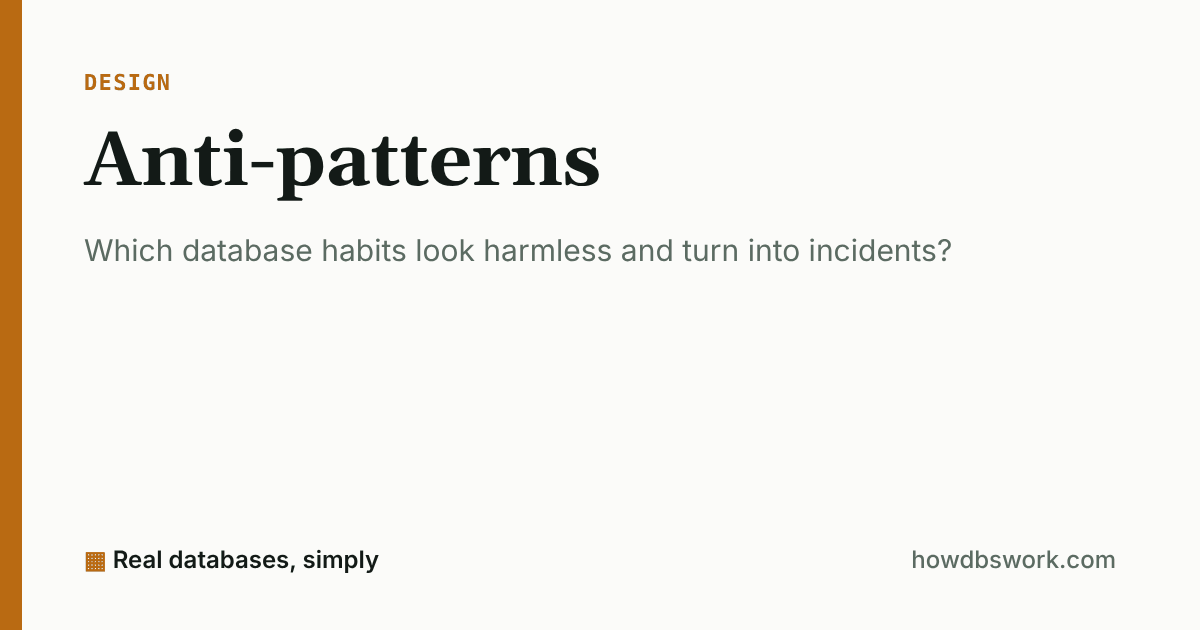 DESIGN
Anti-patterns
Which database habits look harmless and turn into incidents?
Real databases, simply
howdbswork.com